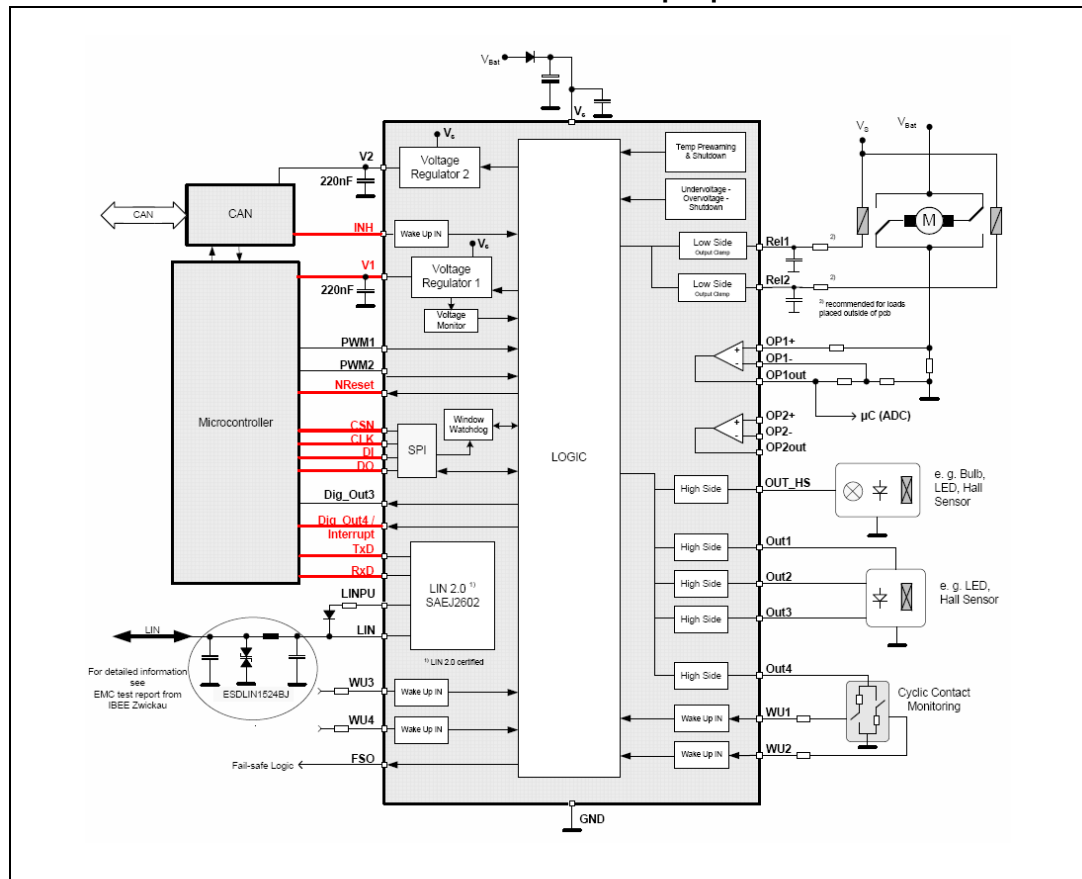 V Bat
Vs
V2
220nF
Vs
Voltage
Regulator 2
CAN
CAN
INH
Wake Up IN
V1
220nF
Vs
Voltage
Regulator 1
Voltage
Monitor
Microcontroller
PWM1
PWM2
NReset
CSN
CLK
DI
DO
SPI
Window
Watchdog
Dig_Out3
Dig_Out4 /
Interrupt
TxD
RxD
LINPU
LIN
LIN 2.0 1)
SAEJ2602
1) LIN 2.0 certified
LIN
ESDLIN1524BJ
For detailed information
see
EMC test report from
IBEE Zwickau
WU3
Wake Up IN
WU4
Wake Up IN
FSO
Fail-safe Logic
LOGIC
GND
Temp Prewarning
& Shutdown
Undervoltage -
Overvoltage -
Shutdown
Low Side
Output Clamp
Rel1
2)
Low Side
Output Clamp
Rel2
2)
2) recommended for loads
placed outside of pcb
VS
VBat
M
+
-
OP1+
OP1-
OP1out
µC (ADC)
+
-
OP2+
OP2-
OP2out
High Side
OUT_HS
e. g. Bulb,
LED, Hall
Sensor
High Side
Out1
High Side
Out2
High Side
Out3
e. g. LED,
Hall Sensor
High Side
Out4
Cyclic Contact
Monitoring
Wake Up IN
WU1
Wake Up IN
WU2